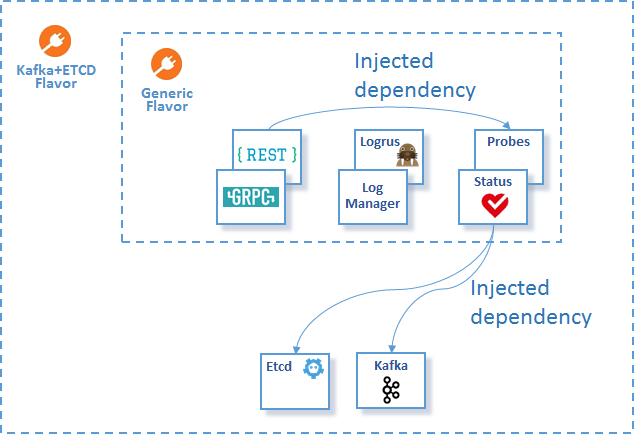 Kafka+ETCD
Flavor
Generic
Flavor
Injected
dependency
{ REST }
Logrus
Probes
GRPC
Log
Manager
Status
Injected
dependency
Etcd
Kafka